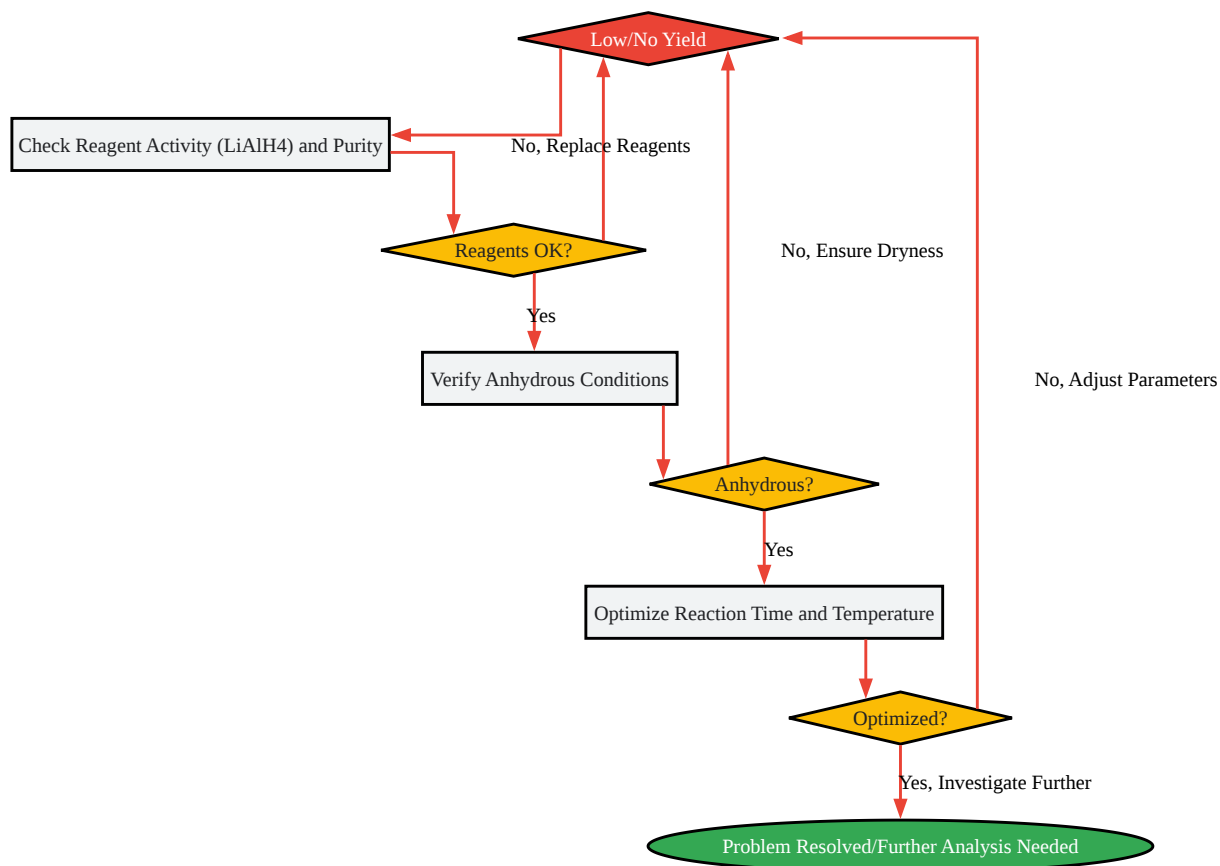 Low/No Yield
Check Reagent Activity (LiAlH4) and Purity
No, Replace Reagents
Reagents OK?
No, Ensure Dryness
Yes
Verify Anhydrous Conditions
No, Adjust Parameters
Anhydrous?
Yes
Optimize Reaction Time and Temperature
Optimized?
Yes, Investigate Further
Problem Resolved/Further Analysis Needed